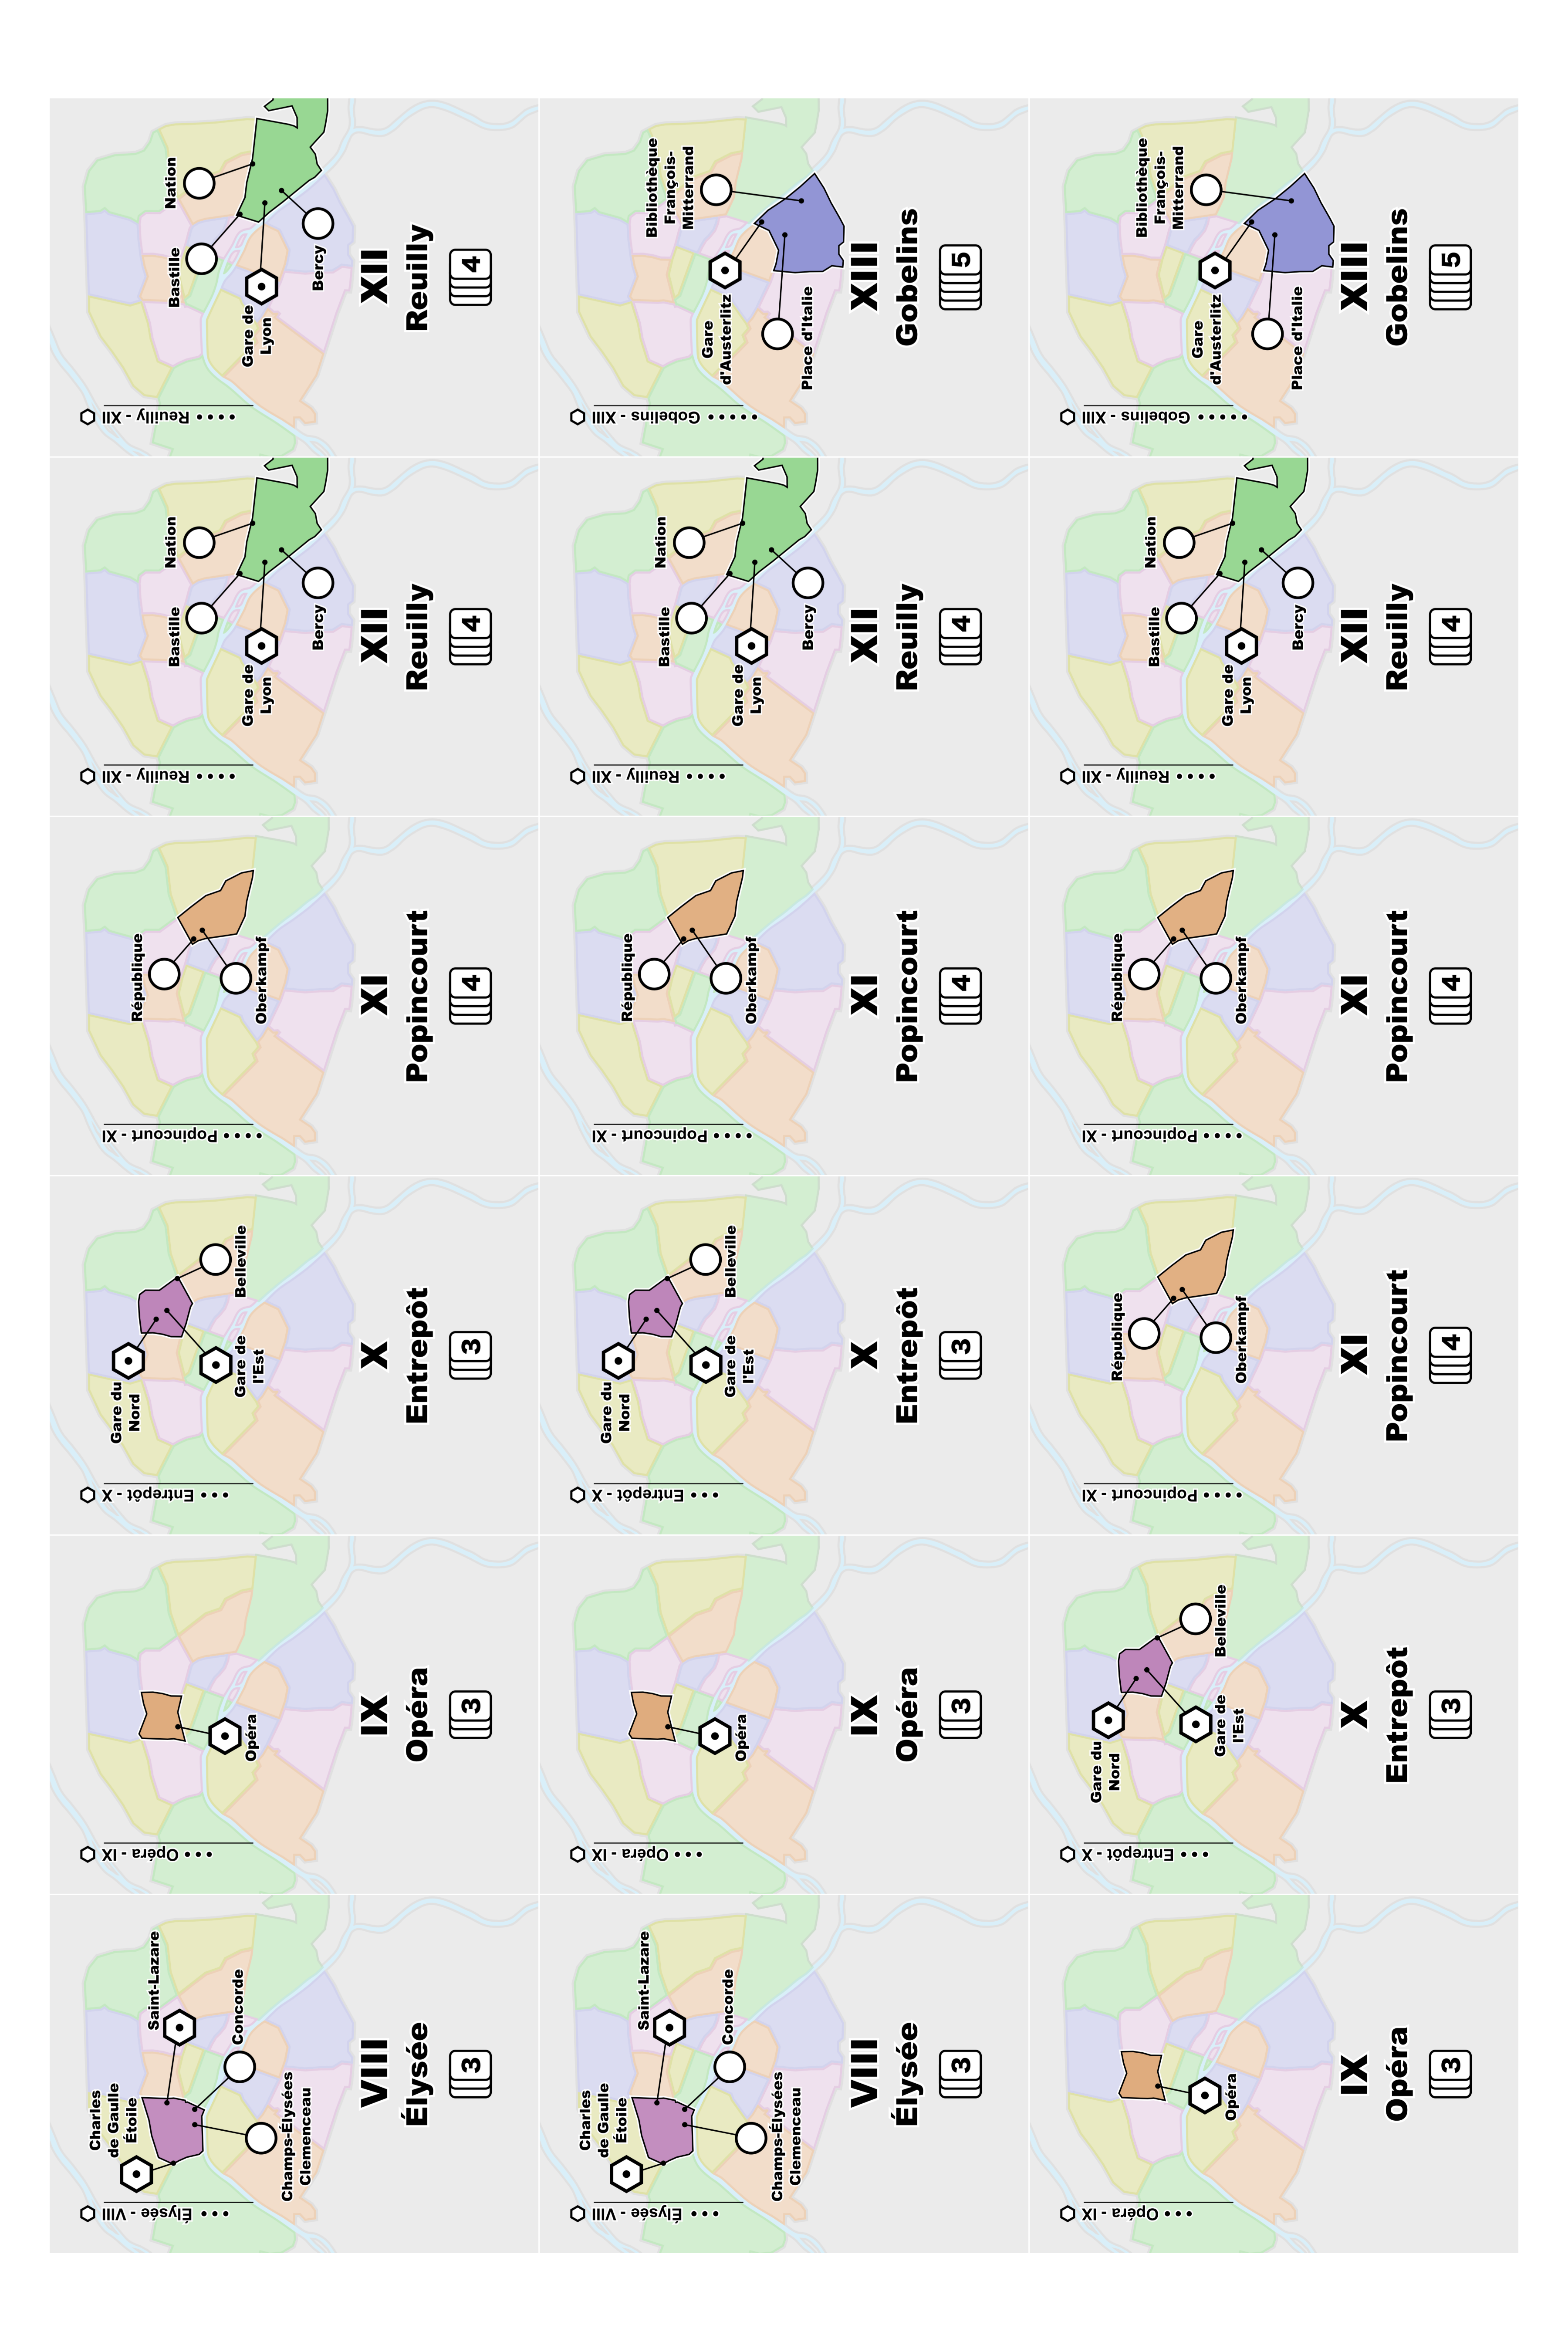 Élysée - VIII
Charles
de Gaulle
Étoile
Saint-Lazare
Concorde
Champs-Élysées
Clemenceau
VIII
Élysée
3
Opéra - IX
Opéra
IX
Opéra
3
Entrepôt - X
Gare du
Nord
Belleville
Gare de
l'Est
X
Entrepôt
3
Popincourt - XI
République
Oberkampf
XI
Popincourt
4
Reuilly - XII
Nation
Bastille
Gare de
Lyon
Bercy
XII
Reuilly
4
Reuilly - XII
Nation
Bastille
Gare de
Lyon
Bercy
XII
Reuilly
4
Élysée - VIII
Charles
de Gaulle
Étoile
Saint-Lazare
Concorde
Champs-Élysées
Clemenceau
VIII
Élysée
3
Opéra - IX
Opéra
IX
Opéra
3
Entrepôt - X
Gare du
Nord
Belleville
Gare de
l'Est
X
Entrepôt
3
Popincourt - XI
République
Oberkampf
XI
Popincourt
4
Reuilly - XII
Nation
Bastille
Gare de
Lyon
Bercy
XII
Reuilly
4
Gobelins - XIII
Bibliothèque
François-
Mitterrand
Gare
d'Austerlitz
Place d'Italie
XIII
Gobelins
5
Opéra - IX
Opéra
IX
Opéra
3
Entrepôt - X
Gare du
Nord
Belleville
Gare de
l'Est
X
Entrepôt
3
Popincourt - XI
République
Oberkampf
XI
Popincourt
4
Popincourt - XI
République
Oberkampf
XI
Popincourt
4
Reuilly - XII
Nation
Bastille
Gare de
Lyon
Bercy
XII
Reuilly
4
Gobelins - XIII
Bibliothèque
François-
Mitterrand
Gare
d'Austerlitz
Place d'Italie
XIII
Gobelins
5